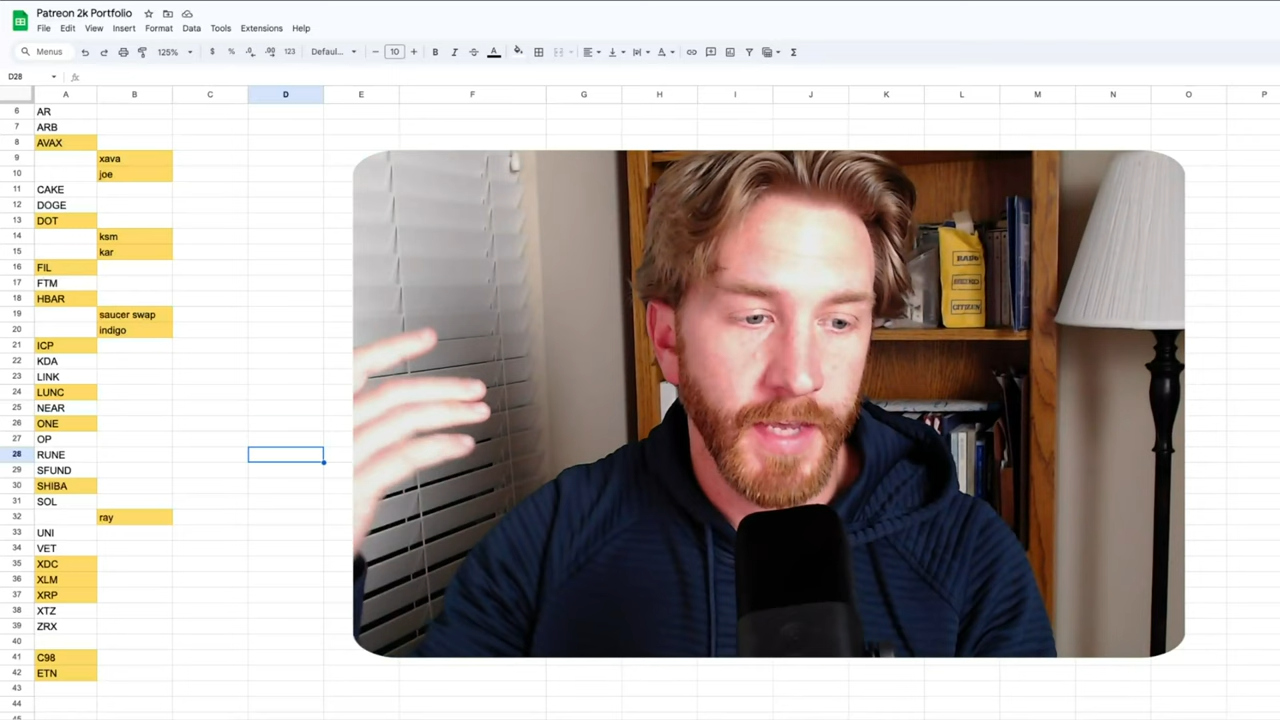 Patreon 2k Portfolio
File Edit View Insert Format Data Tools Extensions Help
Menus 125% $ % .0 .00 123 Defaul... 10 B I A
D28 fx
A B C D E F G H I J K L M N O P
6 AR
7 ARB
8 AVAX
9 xava
10 joe
11 CAKE
12 DOGE
13 DOT
14 ksm
15 kar
16 FIL
17 FTM
18 HBAR
19 saucer swap
20 indigo
21 ICP
22 KDA
23 LINK
24 LUNC
25 NEAR
26 ONE
27 OP
28 RUNE
29 SFUND
30 SHIBA
31 SOL
32 ray
33 UNI
34 VET
35 XDC
36 XLM
37 XRP
38 XTZ
39 ZRX
40
41 C98
42 ETN
43
44
45
SEIKO
CITIZEN